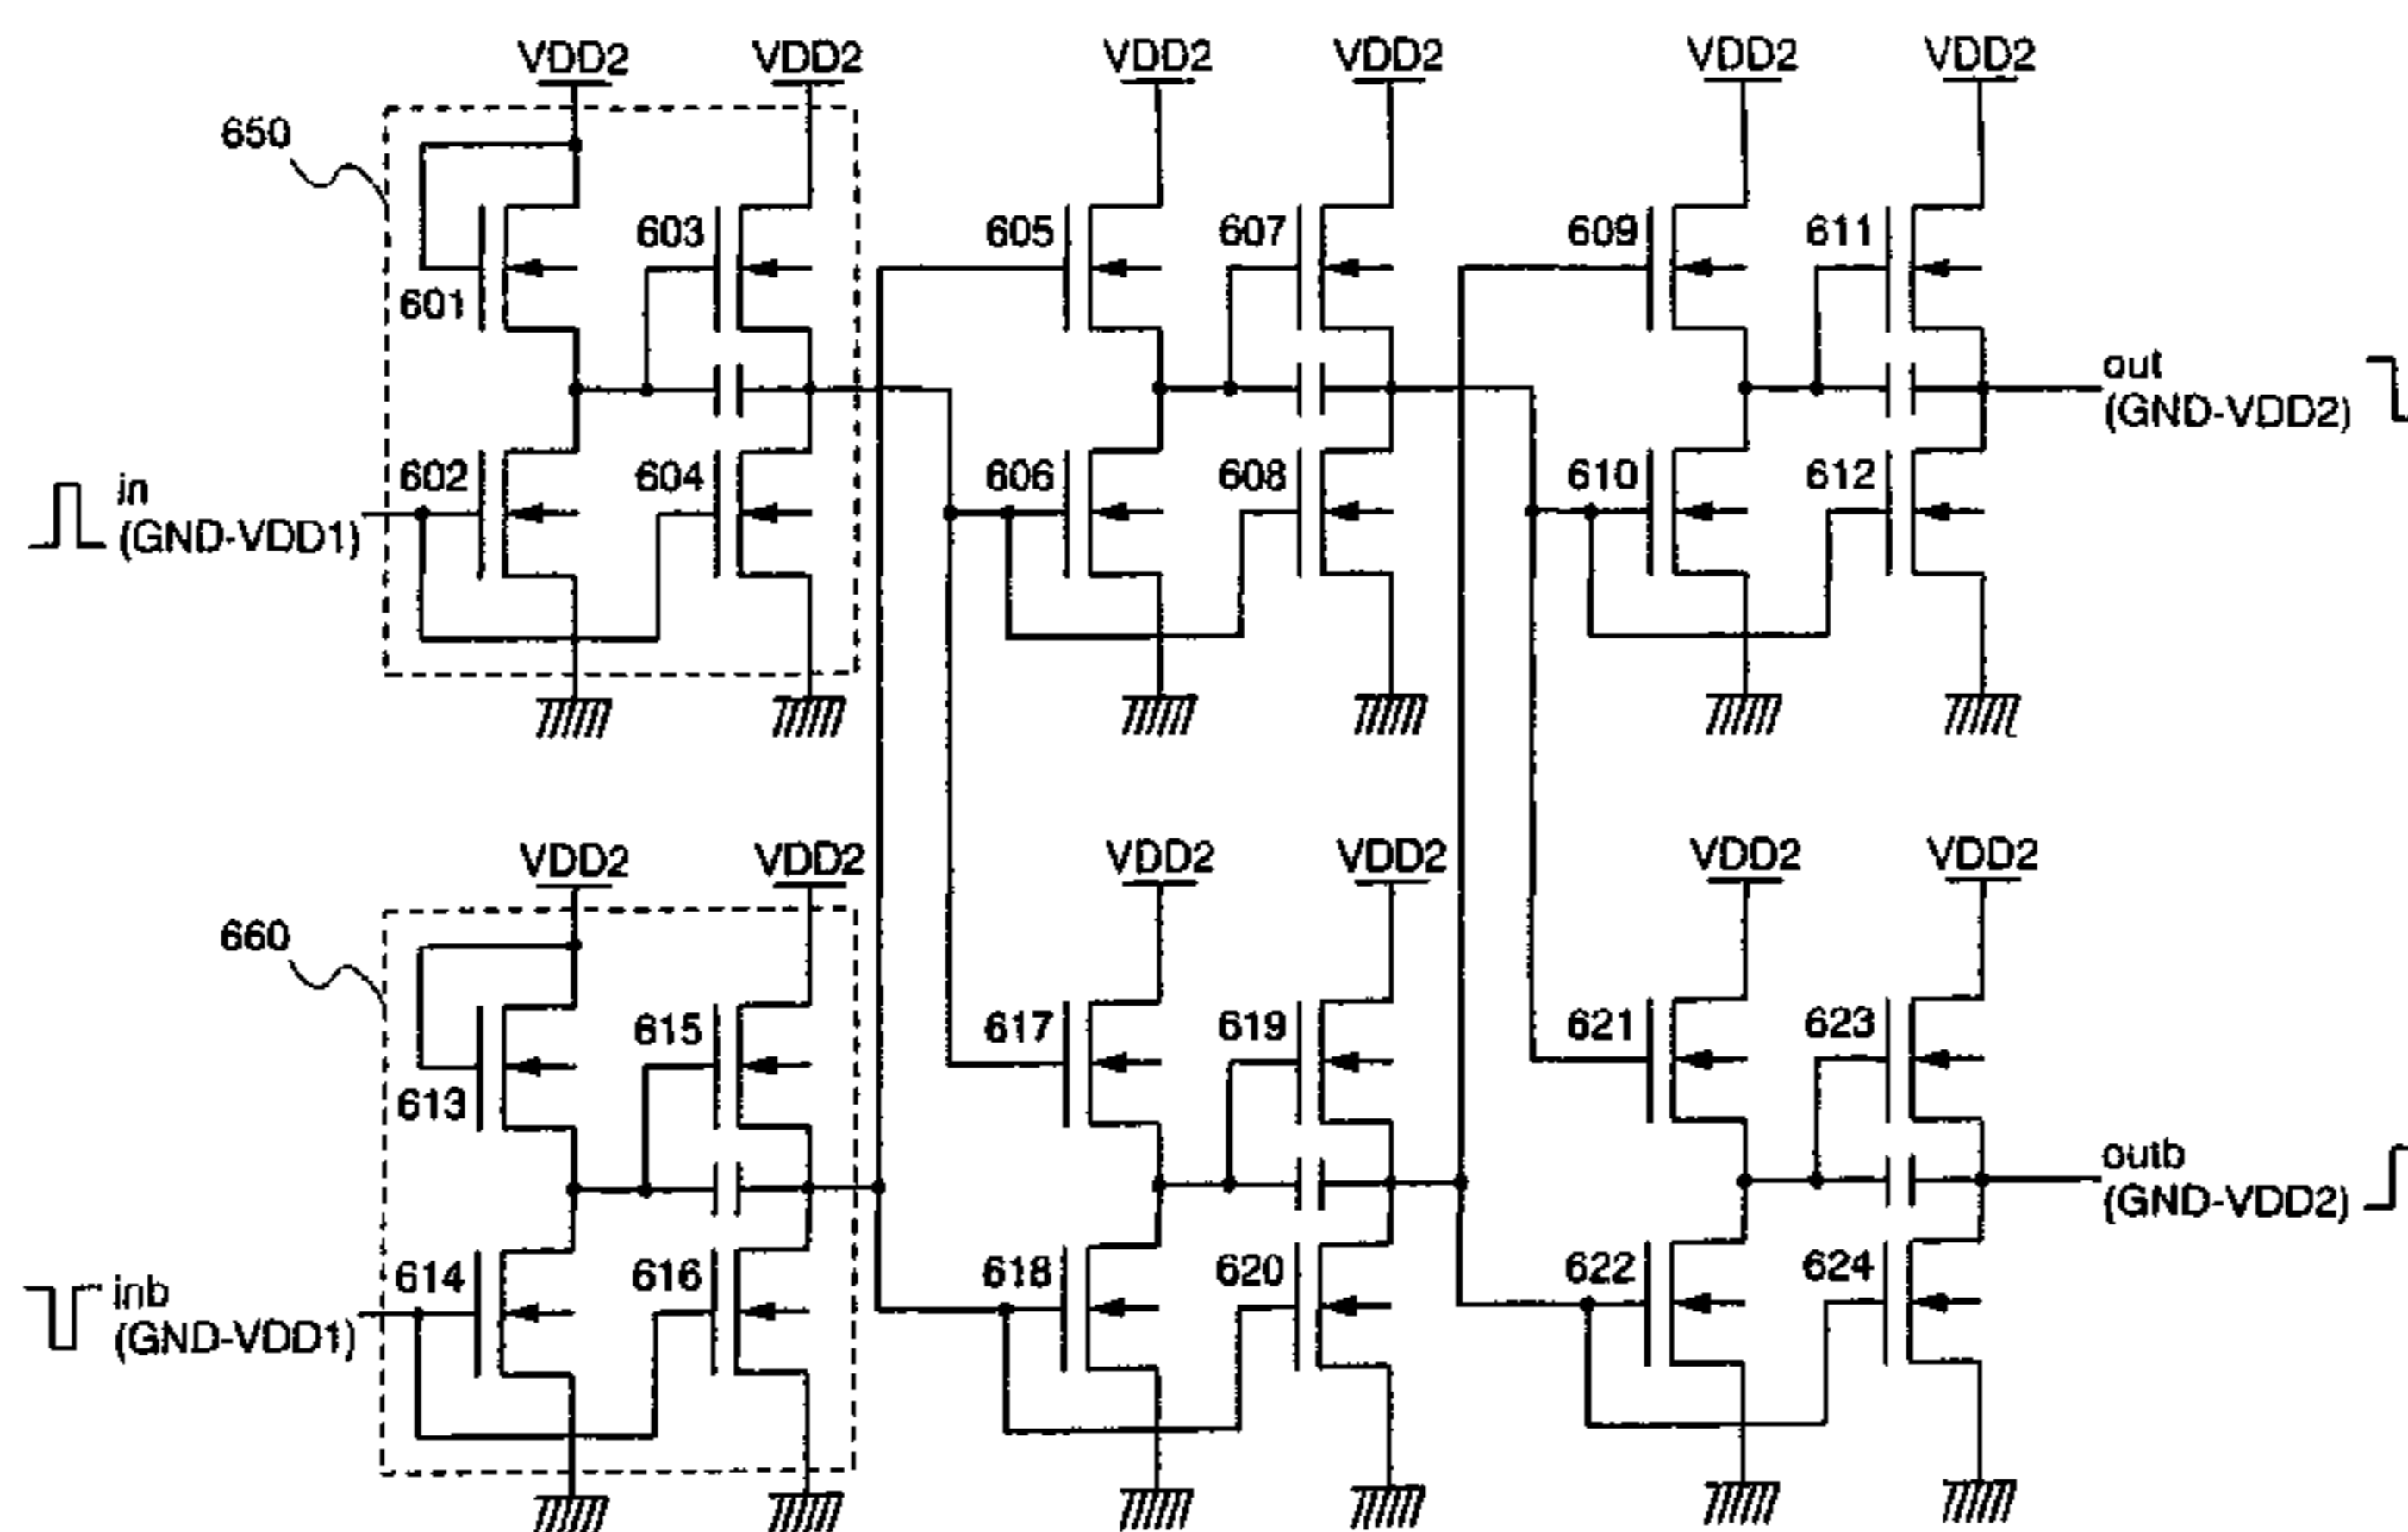 VDD2 VDD2 VDD2 VDD2 VDD2 VDD2
650
603 605 607 609 611
601
out
(GND-VDD2)
in
(GND-VDD1)
602 604 606 608 610 612
VDD2 VDD2 VDD2 VDD2 VDD2 VDD2
660
615 617 619 621 623
613
outb
(GND-VDD2)
inb
(GND-VDD1)
614 616 618 620 622 624